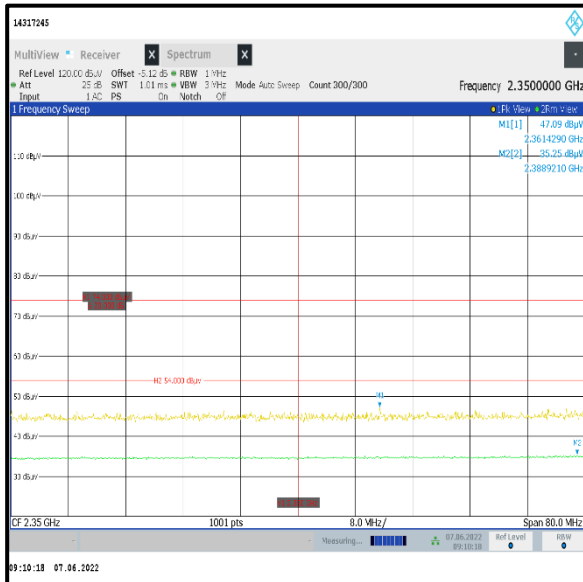 14317245
MultiView Receiver X Spectrum X
Ref Level 120.00 dBµV Offset -5.12 dB RBW 1 MHz
Att 25 dB SWT 1.01 ms VBW 3 MHz Mode Auto Sweep Count 300/300 Frequency 2.3500000 GHz
Input 1 AC PS On Notch Off
1 Frequency Sweep 1Pk View 2Rm View
M1[1] 47.09 dBµV
2.3614290 GHz
M2[2] 35.25 dBµV
2.3889210 GHz
110 dBµV
100 dBµV
90 dBµV
80 dBµV
70 dBµV
60 dBµV
H2 54.000 dBµV
50 dBµV
M1
40 dBµV
M2
30 dBµV
CF 2.35 GHz 1001 pts 8.0 MHz/ Span 80.0 MHz
Measuring... 07.06.2022 09:10:18 Ref Level RBW
09:10:18 07.06.2022